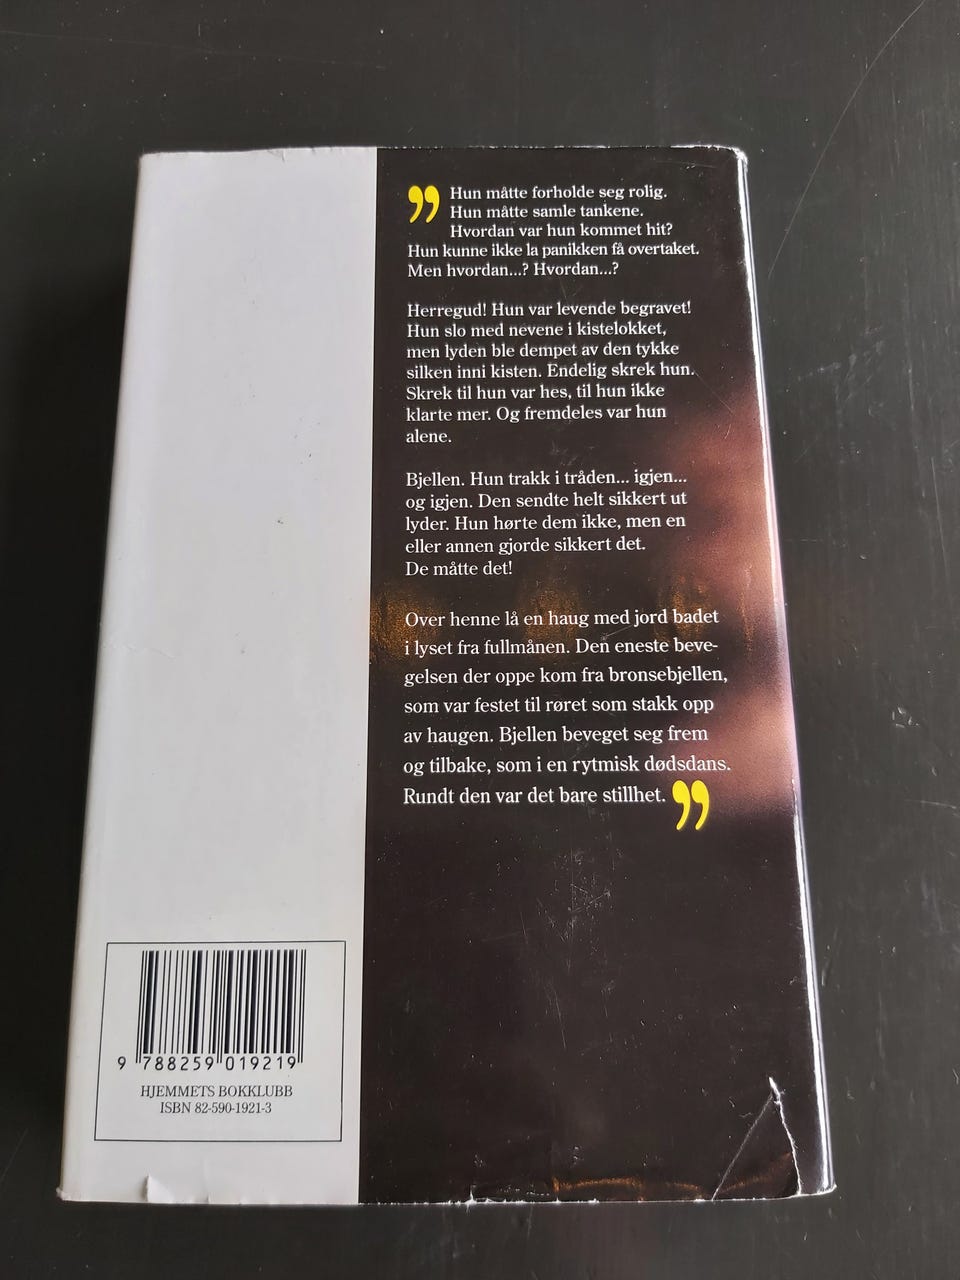 ” Hun måtte forholde seg rolig.
Hun måtte samle tankene.
Hvordan var hun kommet hit?
Hun kunne ikke la panikken få overtaket.
Men hvordan...? Hvordan...?
Herregud! Hun var levende begravet!
Hun slo med nevene i kistelokket,
men lyden ble dempet av den tykke
silken inni kisten. Endelig skrek hun.
Skrek til hun var hes, til hun ikke
klarte mer. Og fremdeles var hun
alene.
Bjellen. Hun trakk i tråden... igjen...
og igjen. Den sendte helt sikkert ut
lyder. Hun hørte dem ikke, men en
eller annen gjorde sikkert det.
De måtte det!
Over henne lå en haug med jord badet
i lyset fra fullmånen. Den eneste beve-
gelsen der oppe kom fra bronsebjellen,
som var festet til røret som stakk opp
av haugen. Bjellen beveget seg frem
og tilbake, som i en rytmisk dødsdans.
Rundt den var det bare stillhet. ”
9 788259 019219
HJEMMETS BOKKLUBB
ISBN 82-590-1921-3